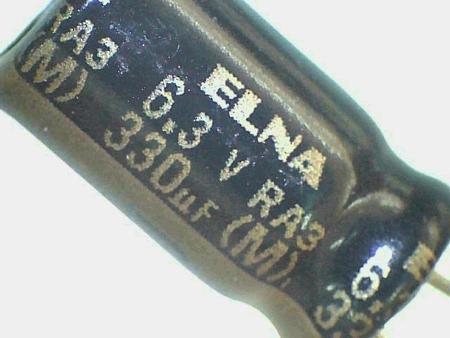 ELNA
6.3 V RA3
330µF (M)
RA3
(M)